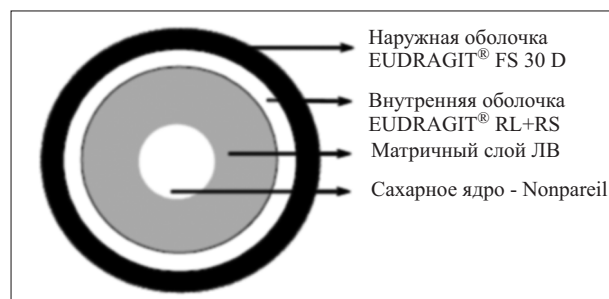 Наружная оболочка
EUDRAGIT® FS 30 D
Внутренняя оболочка
EUDRAGIT® RL+RS
Матричный слой ЛВ
Сахарное ядро - Nonpareil